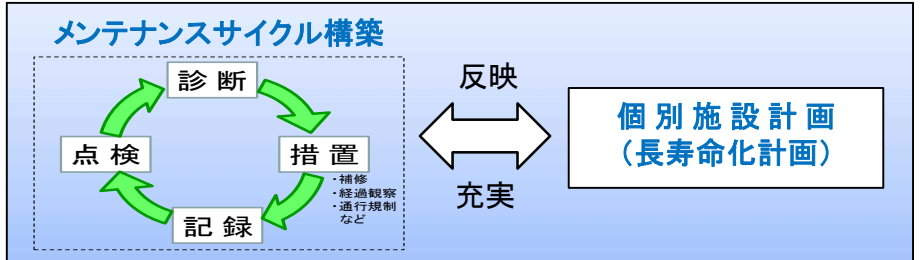 メンテナンスサイクル構築
診断
点検
措置
・補修
・経過観察
・通行規制
など
記録
反映
充実
個別施設計画
（長寿命化計画）